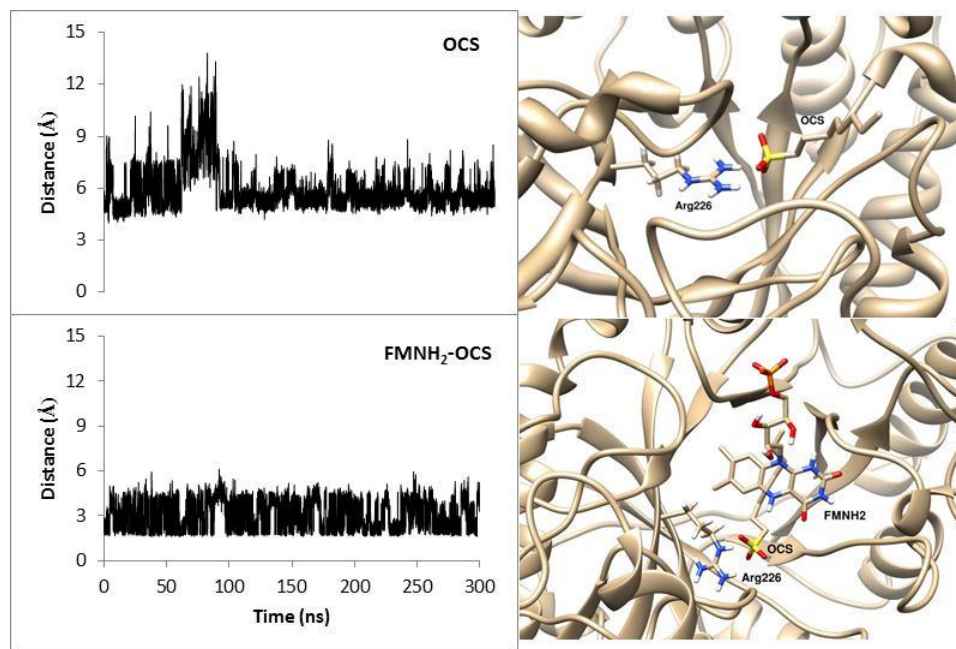 15
OCS
12
9
6
3
0
Distance (Å)
OCS
Arg226
15
FMNH2-OCS
12
9
6
3
0
Distance (Å)
0 50 100 150 200 250 300
Time (ns)
FMNH2
OCS
Arg226